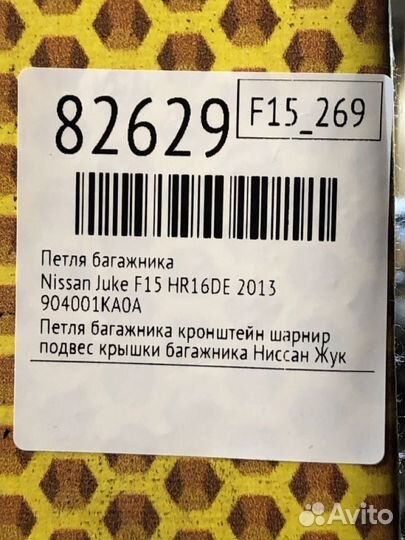 82629
F15_269
Петля багажника
Nissan Juke F15 HR16DE 2013
904001KA0A
Петля багажника кронштейн шарнир
подвес крышки багажника Ниссан Жук
Avito